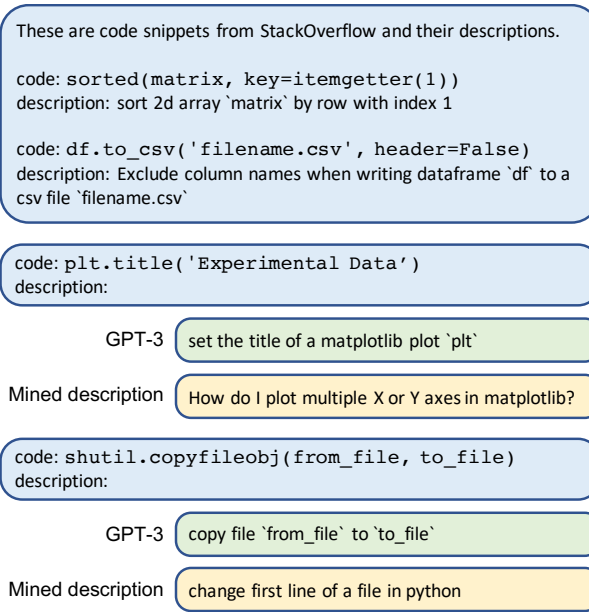 These are code snippets from StackOverflow and their descriptions.
code: sorted(matrix, key=itemgetter(1))
description: sort 2d array `matrix` by row with index 1
code: df.to_csv('filename.csv', header=False)
description: Exclude column names when writing dataframe `df` to a
csv file `filename.csv`
code: plt.title('Experimental Data’)
description:
GPT-3
set the title of a matplotlib plot `plt`
Mined description
How do I plot multiple X or Y axes in matplotlib?
code: shutil.copyfileobj(from_file, to_file)
description:
GPT-3
copy file `from_file` to `to_file`
Mined description
change first line of a file in python